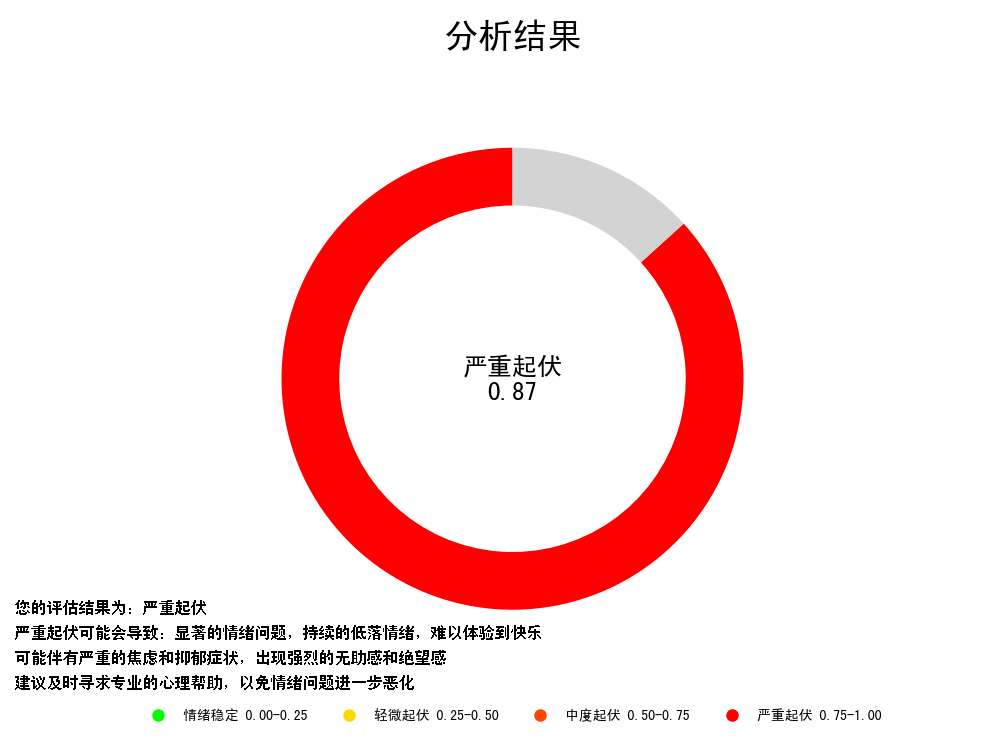 分析结果
严重起伏
0.87
您的评估结果为：严重起伏
严重起伏可能会导致：显著的情绪问题，持续的低落情绪，难以体验到快乐
可能伴有严重的焦虑和抑郁症状，出现强烈的无助感和绝望感
建议及时寻求专业的心理帮助，以免情绪问题进一步恶化
情绪稳定 0.00-0.25 轻微起伏 0.25-0.50 中度起伏 0.50-0.75 严重起伏 0.75-1.00